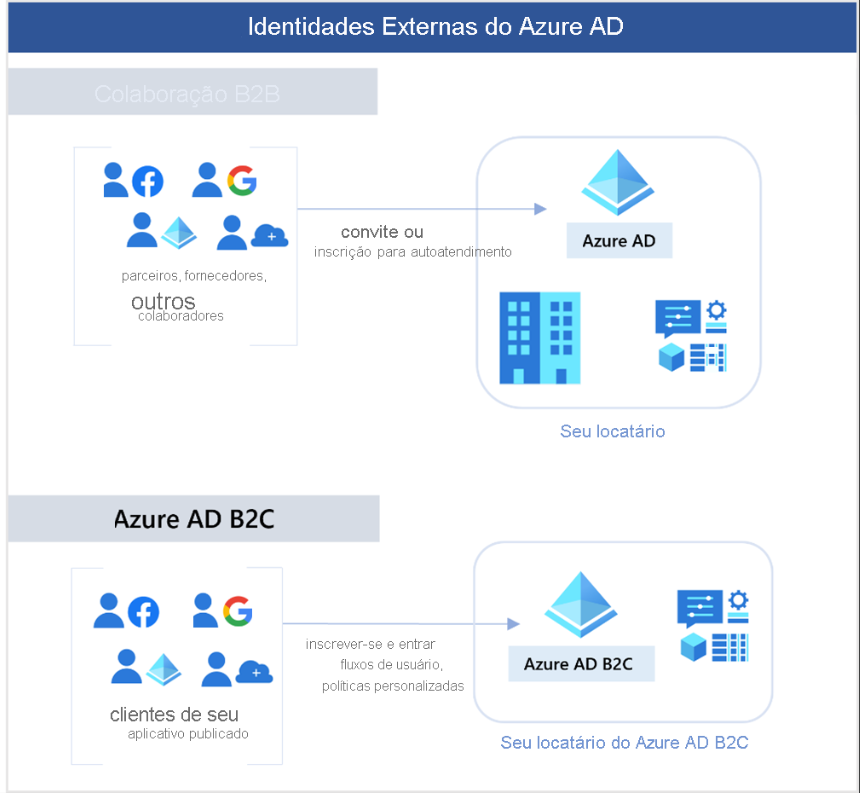 Identidades Externas do Azure AD
Colaboração B2B
convite ou
inscrição para autoatendimento
Azure AD
parceiros, fornecedores,
outros
colaboradores
Seu locatário
Azure AD B2C
inscrever-se e entrar
fluxos de usuário,
políticas personalizadas
Azure AD B2C
clientes de seu
aplicativo publicado
Seu locatário do Azure AD B2C